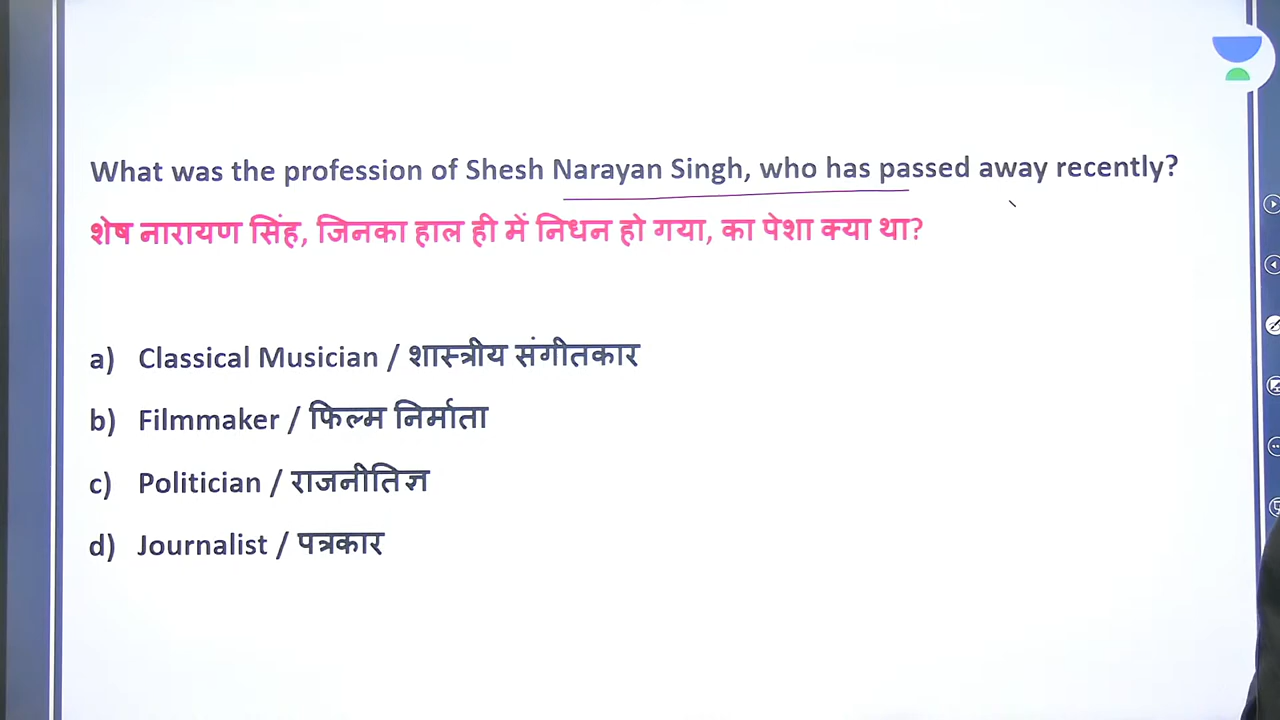 What was the profession of Shesh Narayan Singh, who has passed away recently?
शेष नारायण सिंह, जिनका हाल ही में निधन हो गया, का पेशा क्या था?
a) Classical Musician / शास्त्रीय संगीतकार
b) Filmmaker / फिल्म निर्माता
c) Politician / राजनीतिज्ञ
d) Journalist / पत्रकार